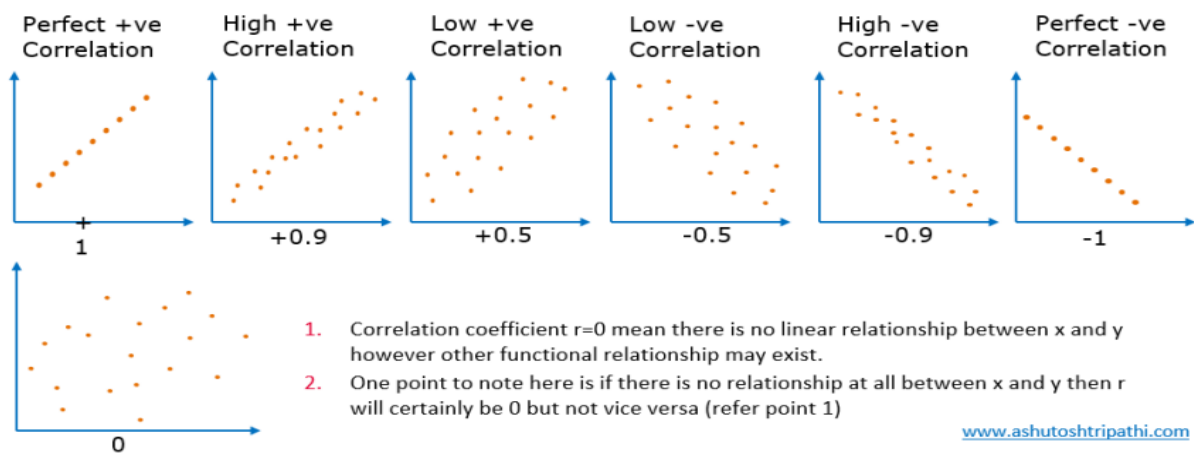 Perfect +ve
Correlation
High +ve
Correlation
Low +ve
Correlation
Low -ve
Correlation
High -ve
Correlation
Perfect -ve
Correlation
+
1
+0.9
+0.5
-0.5
-0.9
-1
0
1. Correlation coefficient r=0 mean there is no linear relationship between x and y
however other functional relationship may exist.
2. One point to note here is if there is no relationship at all between x and y then r
will certainly be 0 but not vice versa (refer point 1)
www.ashutoshtripathi.com